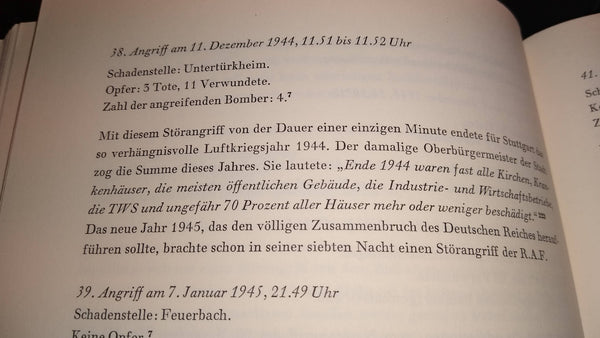 38. Angriff am 11. Dezember 1944, 11.51 bis 11.52 Uhr
Schadenstelle: Untertürkheim.
Opfer: 3 Tote, 11 Verwundete.
Zahl der angreifenden Bomber: 4.⁷
Mit diesem Störangriff von der Dauer einer einzigen Minute endete für Stuttgart das
so verhängnisvolle Luftkriegsjahr 1944. Der damalige Oberbürgermeister der Stadt
zog die Summe dieses Jahres. Sie lautete: „Ende 1944 waren fast alle Kirchen, Kran-
kenhäuser, die meisten öffentlichen Gebäude, die Industrie- und Wirtschaftsbetriebe,
die TWS und ungefähr 70 Prozent aller Häuser mehr oder weniger beschädigt."
Das neue Jahr 1945, das den völligen Zusammenbruch des Deutschen Reiches herauf-
führen sollte, brachte schon in seiner siebten Nacht einen Störangriff der R.A.F.
39. Angriff am 7. Januar 1945, 21.49 Uhr
Schadenstelle: Feuerbach.
Keine Opfer.⁷
41.